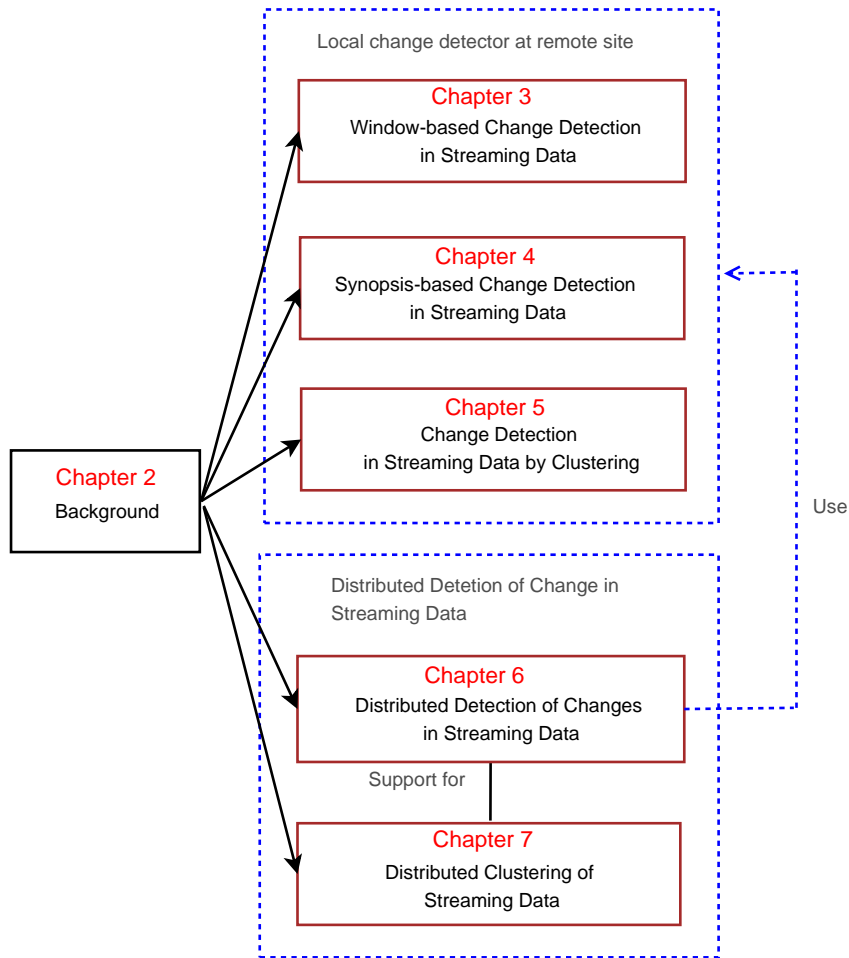 Local change detector at remote site
Chapter 3
Window-based Change Detection
in Streaming Data
Chapter 4
Synopsis-based Change Detection
in Streaming Data
Chapter 5
Change Detection
in Streaming Data by Clustering
Chapter 2
Background
Use
Distributed Detetion of Change in
Streaming Data
Chapter 6
Distributed Detection of Changes
in Streaming Data
Support for
Chapter 7
Distributed Clustering of
Streaming Data